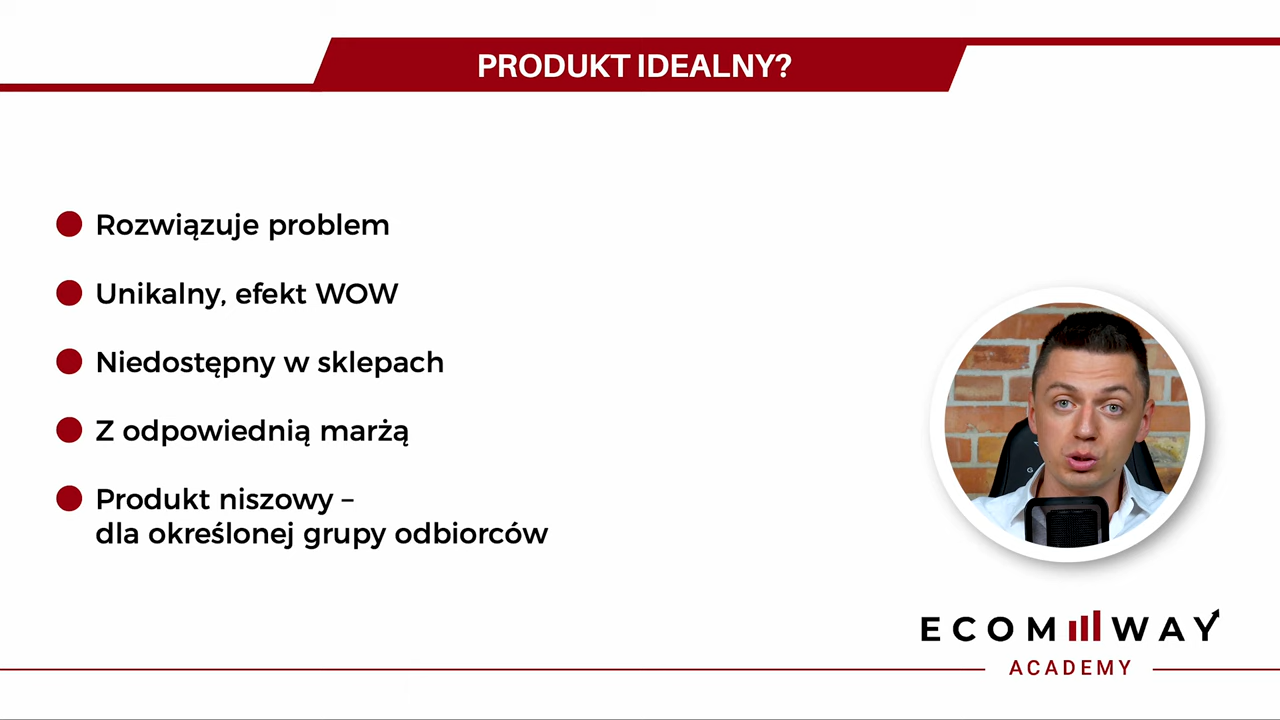 PRODUKT IDEALNY?
Rozwiązuje problem
Unikalny, efekt WOW
Niedostępny w sklepach
Z odpowiednią marżą
Produkt niszowy –
dla określonej grupy odbiorców
ECOM WAY
ACADEMY